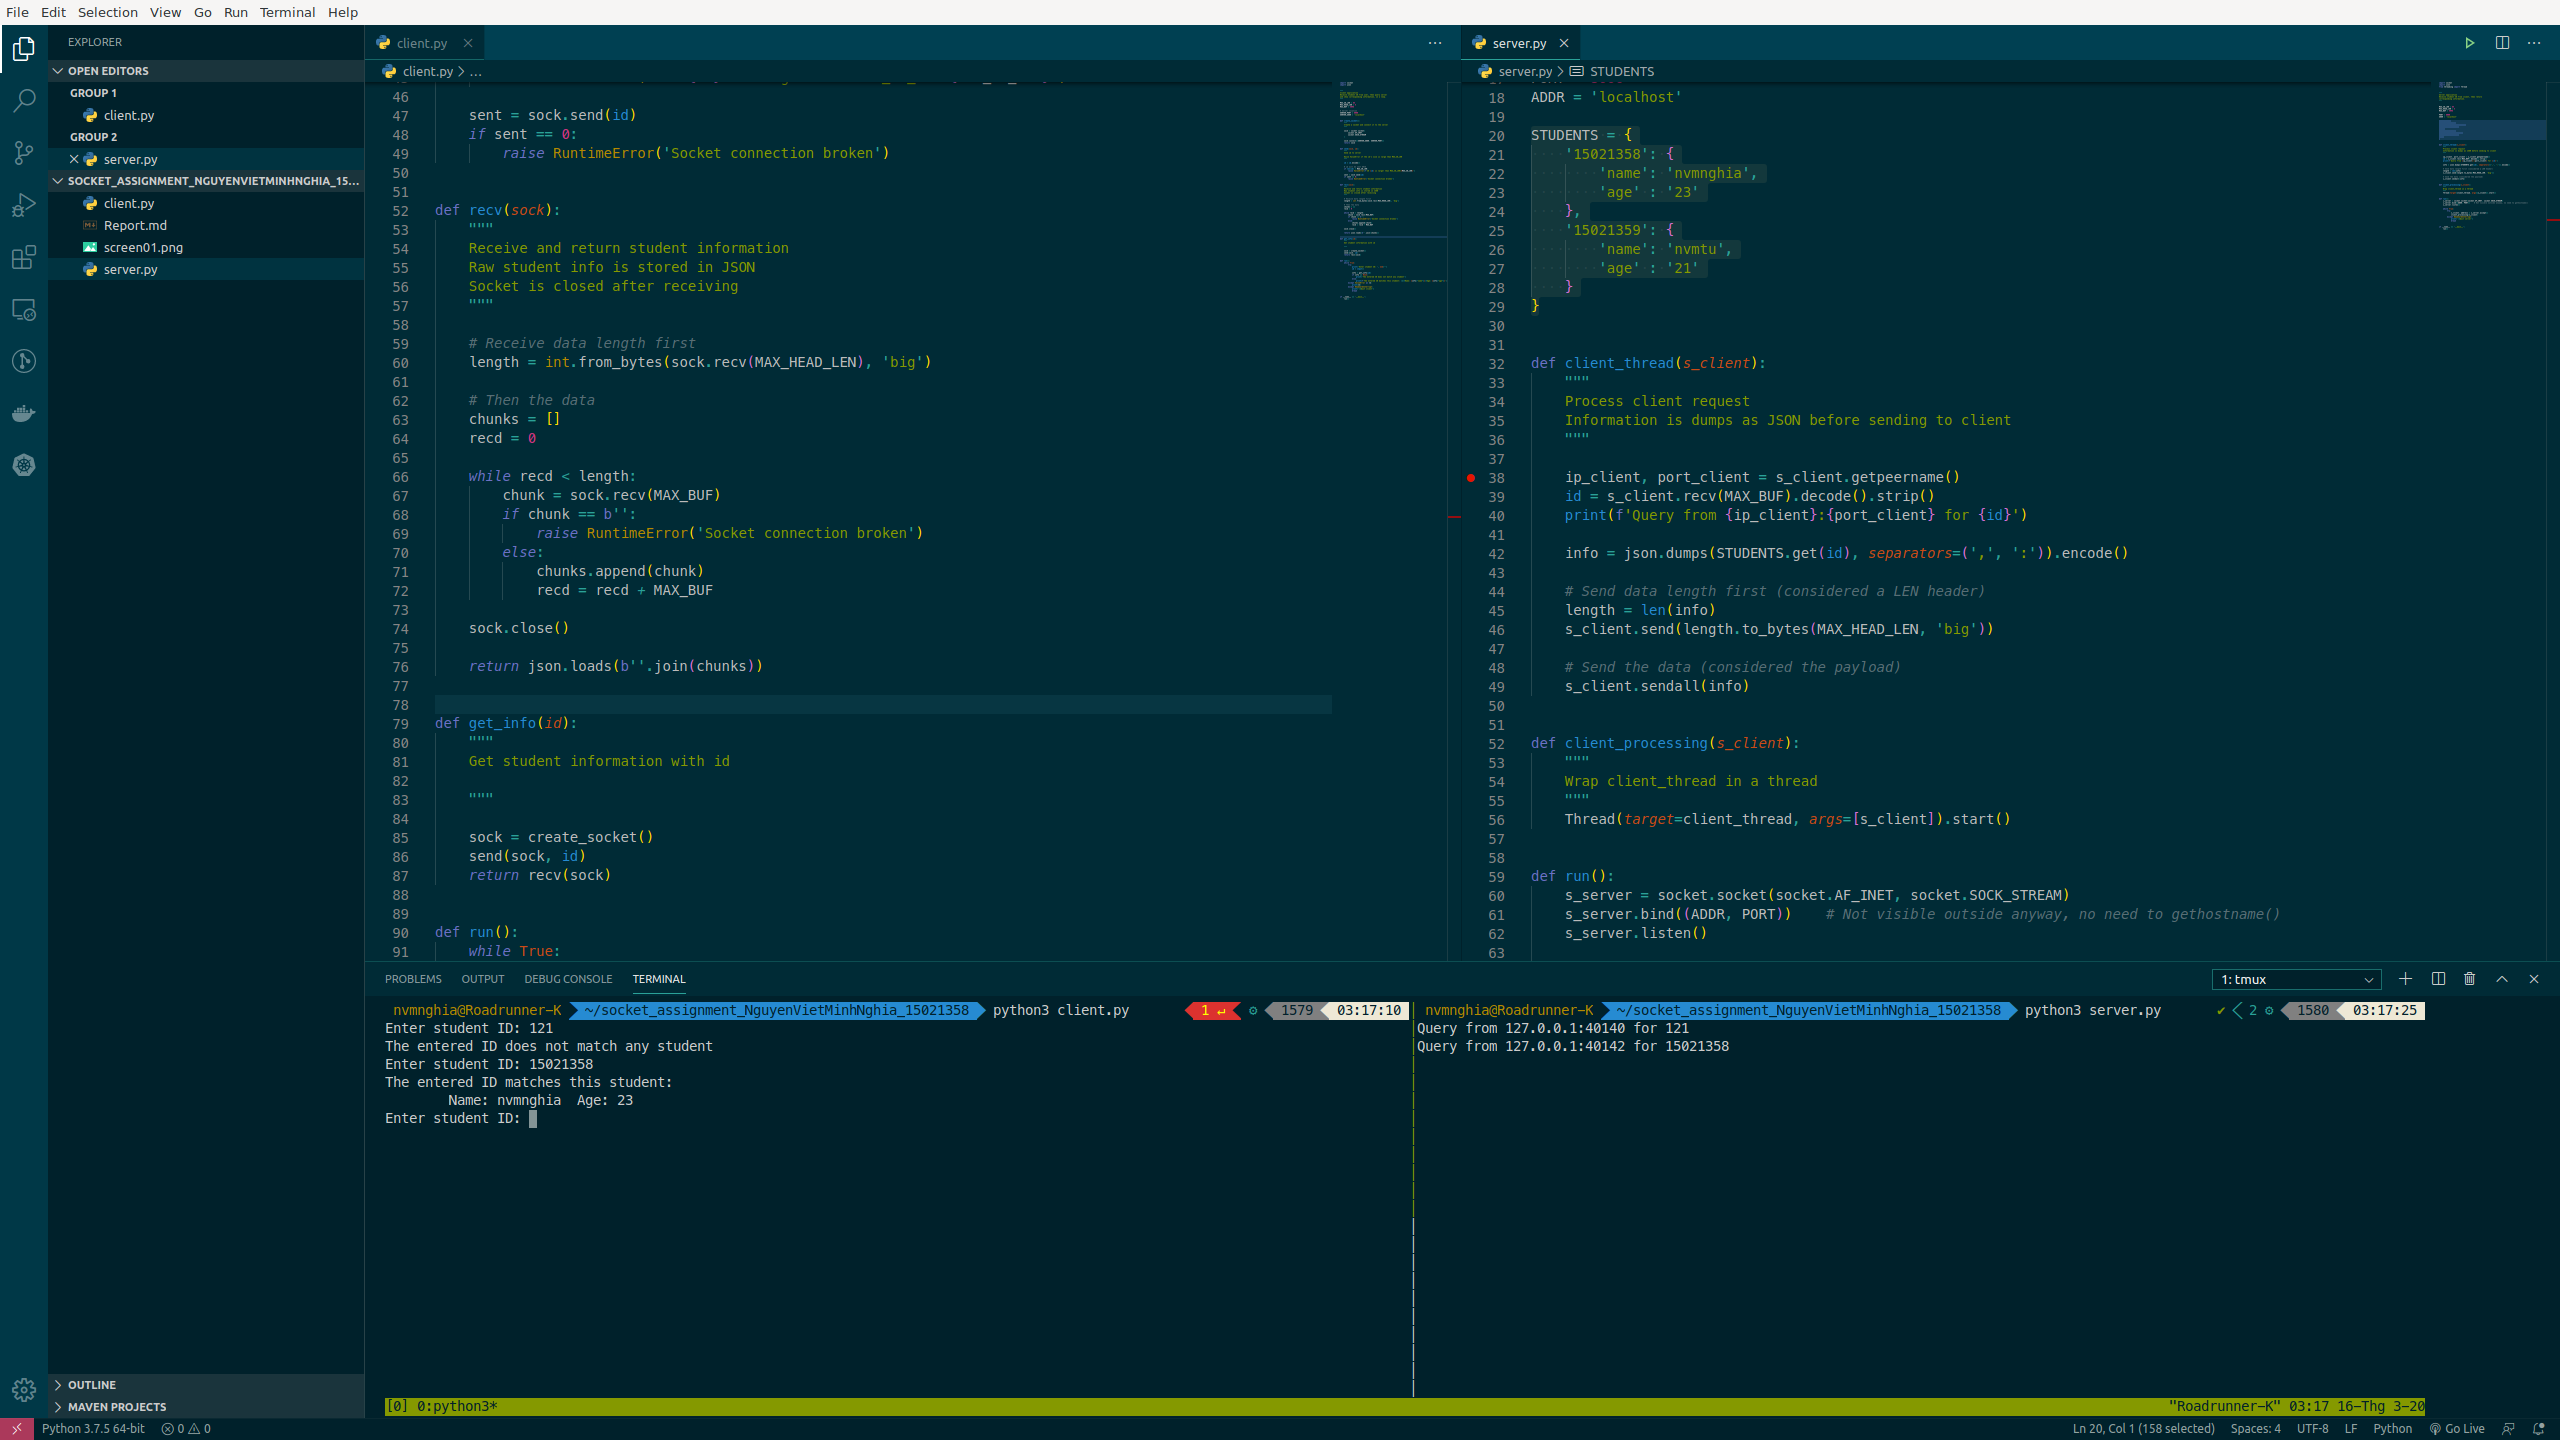 File Edit Selection View Go Run Terminal Help
EXPLORER
OPEN EDITORS
GROUP 1
client.py
GROUP 2
server.py
SOCKET_ASSIGNMENT_NGUYENVIETMINHNGHIA_15...
client.py
Report.md
screen01.png
server.py
OUTLINE
MAVEN PROJECTS
client.py
client.py > ...
46
47 sent = sock.send(id)
48 if sent == 0:
49 raise RuntimeError('Socket connection broken')
50
51
52 def recv(sock):
53 """
54 Receive and return student information
55 Raw student info is stored in JSON
56 Socket is closed after receiving
57 """
58
59 # Receive data length first
60 length = int.from_bytes(sock.recv(MAX_HEAD_LEN), 'big')
61
62 # Then the data
63 chunks = []
64 recd = 0
65
66 while recd < length:
67 chunk = sock.recv(MAX_BUF)
68 if chunk == b'':
69 raise RuntimeError('Socket connection broken')
70 else:
71 chunks.append(chunk)
72 recd = recd + MAX_BUF
73
74 sock.close()
75
76 return json.loads(b''.join(chunks))
77
78
79 def get_info(id):
80 """
81 Get student information with id
82
83 """
84
85 sock = create_socket()
86 send(sock, id)
87 return recv(sock)
88
89
90 def run():
91 while True:
server.py
server.py > STUDENTS
18 ADDR = 'localhost'
19
20 STUDENTS = {
21 '15021358': {
22 'name': 'nvmnghia',
23 'age' : '23'
24 },
25 '15021359': {
26 'name': 'nvmtu',
27 'age' : '21'
28 }
29 }
30
31
32 def client_thread(s_client):
33 """
34 Process client request
35 Information is dumps as JSON before sending to client
36 """
37
38 ip_client, port_client = s_client.getpeername()
39 id = s_client.recv(MAX_BUF).decode().strip()
40 print(f'Query from {ip_client}:{port_client} for {id}')
41
42 info = json.dumps(STUDENTS.get(id), separators=(',', ':')).encode()
43
44 # Send data length first (considered a LEN header)
45 length = len(info)
46 s_client.send(length.to_bytes(MAX_HEAD_LEN, 'big'))
47
48 # Send the data (considered the payload)
49 s_client.sendall(info)
50
51
52 def client_processing(s_client):
53 """
54 Wrap client_thread in a thread
55 """
56 Thread(target=client_thread, args=[s_client]).start()
57
58
59 def run():
60 s_server = socket.socket(socket.AF_INET, socket.SOCK_STREAM)
61 s_server.bind((ADDR, PORT)) # Not visible outside anyway, no need to gethostname()
62 s_server.listen()
63
PROBLEMS OUTPUT DEBUG CONSOLE TERMINAL 1: tmux
nvmnghia@Roadrunner-K ~/socket_assignment_NguyenVietMinhNghia_15021358 python3 client.py 1 ↵ 1579 03:17:10
Enter student ID: 121
The entered ID does not match any student
Enter student ID: 15021358
The entered ID matches this student:
Name: nvmnghia Age: 23
Enter student ID:
nvmnghia@Roadrunner-K ~/socket_assignment_NguyenVietMinhNghia_15021358 python3 server.py ✔ 2 1580 03:17:25
Query from 127.0.0.1:40140 for 121
Query from 127.0.0.1:40142 for 15021358
[0] 0:python3* "Roadrunner-K" 03:17 16-Thg 3-20
Python 3.7.5 64-bit 0 0 Ln 20, Col 1 (158 selected) Spaces: 4 UTF-8 LF Python Go Live